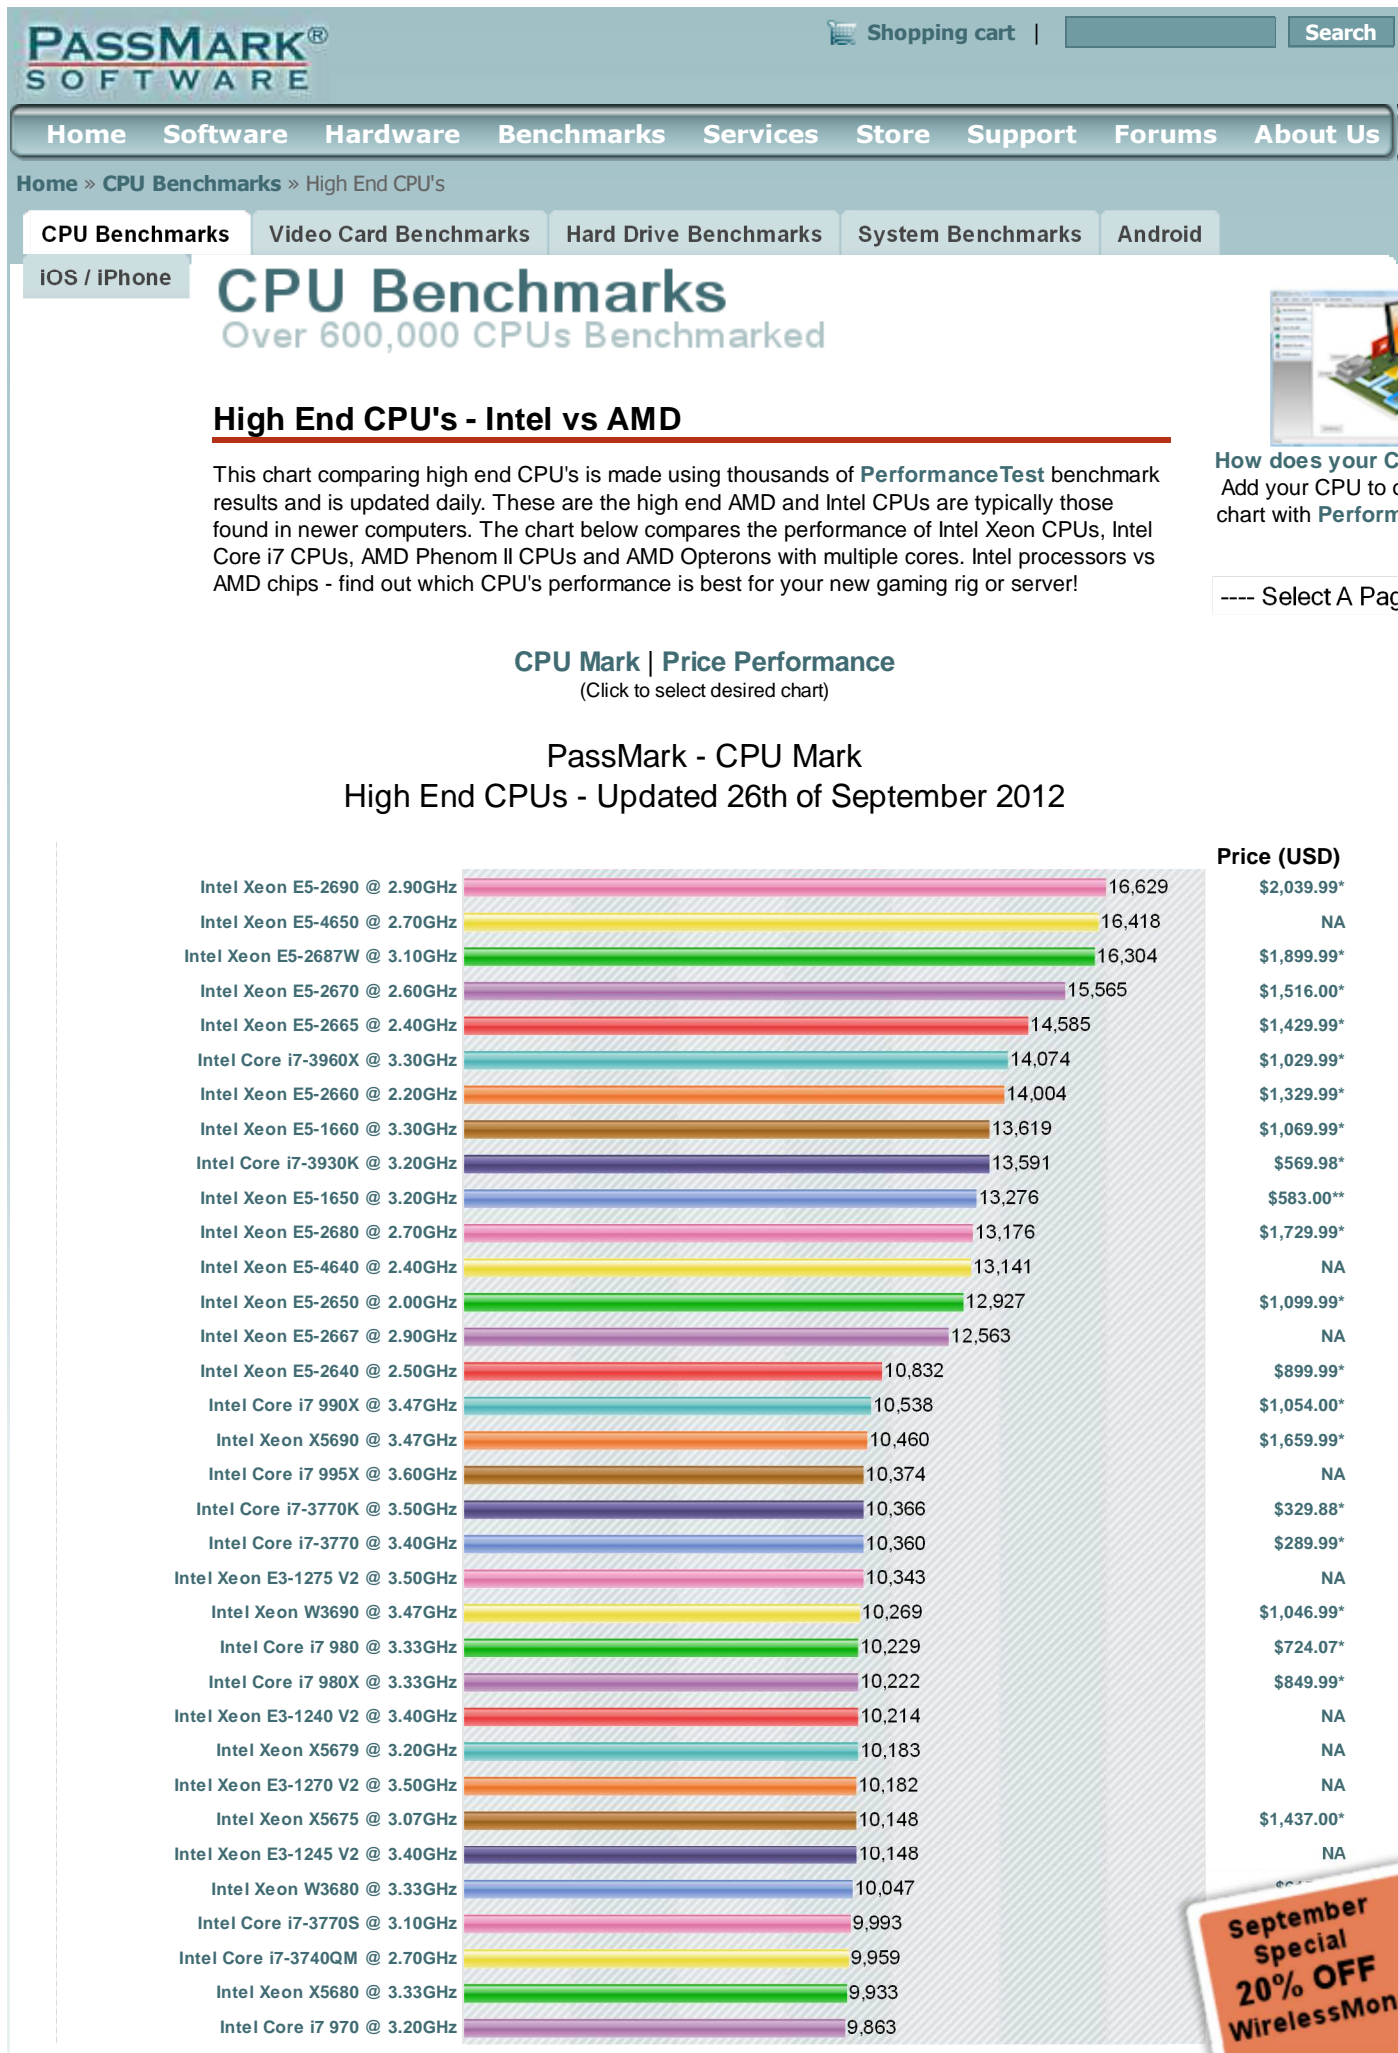 PASSMARK®
SOFTWARE
Shopping cart |
Search
Home Software Hardware Benchmarks Services Store Support Forums About Us
Home » CPU Benchmarks » High End CPU's
CPU Benchmarks Video Card Benchmarks Hard Drive Benchmarks System Benchmarks Android
iOS / iPhone
CPU Benchmarks
Over 600,000 CPUs Benchmarked
High End CPU's - Intel vs AMD
This chart comparing high end CPU's is made using thousands of PerformanceTest benchmark
results and is updated daily. These are the high end AMD and Intel CPUs are typically those
found in newer computers. The chart below compares the performance of Intel Xeon CPUs, Intel
Core i7 CPUs, AMD Phenom II CPUs and AMD Opterons with multiple cores. Intel processors vs
AMD chips - find out which CPU's performance is best for your new gaming rig or server!
How does your C
Add your CPU to
chart with Perform
---- Select A Pag
CPU Mark | Price Performance
(Click to select desired chart)
PassMark - CPU Mark
High End CPUs - Updated 26th of September 2012
Price (USD)
Intel Xeon E5-2690 @ 2.90GHz 16,629 $2,039.99*
Intel Xeon E5-4650 @ 2.70GHz 16,418 NA
Intel Xeon E5-2687W @ 3.10GHz 16,304 $1,899.99*
Intel Xeon E5-2670 @ 2.60GHz 15,565 $1,516.00*
Intel Xeon E5-2665 @ 2.40GHz 14,585 $1,429.99*
Intel Core i7-3960X @ 3.30GHz 14,074 $1,029.99*
Intel Xeon E5-2660 @ 2.20GHz 14,004 $1,329.99*
Intel Xeon E5-1660 @ 3.30GHz 13,619 $1,069.99*
Intel Core i7-3930K @ 3.20GHz 13,591 $569.98*
Intel Xeon E5-1650 @ 3.20GHz 13,276 $583.00**
Intel Xeon E5-2680 @ 2.70GHz 13,176 $1,729.99*
Intel Xeon E5-4640 @ 2.40GHz 13,141 NA
Intel Xeon E5-2650 @ 2.00GHz 12,927 $1,099.99*
Intel Xeon E5-2667 @ 2.90GHz 12,563 NA
Intel Xeon E5-2640 @ 2.50GHz 10,832 $899.99*
Intel Core i7 990X @ 3.47GHz 10,538 $1,054.00*
Intel Xeon X5690 @ 3.47GHz 10,460 $1,659.99*
Intel Core i7 995X @ 3.60GHz 10,374 NA
Intel Core i7-3770K @ 3.50GHz 10,366 $329.88*
Intel Core i7-3770 @ 3.40GHz 10,360 $289.99*
Intel Xeon E3-1275 V2 @ 3.50GHz 10,343 NA
Intel Xeon W3690 @ 3.47GHz 10,269 $1,046.99*
Intel Core i7 980 @ 3.33GHz 10,229 $724.07*
Intel Core i7 980X @ 3.33GHz 10,222 $849.99*
Intel Xeon E3-1240 V2 @ 3.40GHz 10,214 NA
Intel Xeon X5679 @ 3.20GHz 10,183 NA
Intel Xeon E3-1270 V2 @ 3.50GHz 10,182 NA
Intel Xeon X5675 @ 3.07GHz 10,148 $1,437.00*
Intel Xeon E3-1245 V2 @ 3.40GHz 10,148 NA
Intel Xeon W3680 @ 3.33GHz 10,047
Intel Core i7-3770S @ 3.10GHz 9,993
Intel Core i7-3740QM @ 2.70GHz 9,959
Intel Xeon X5680 @ 3.33GHz 9,933
Intel Core i7 970 @ 3.20GHz 9,863
September
Special
20% OFF
WirelessMon